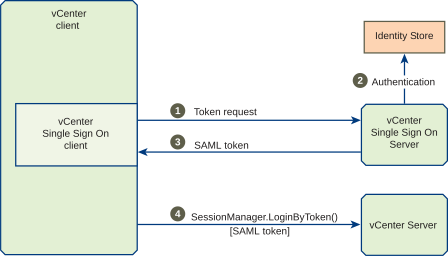 vCenter
client
Identity Store
2 Authentication
1 Token request
vCenter
Single Sign On
client
vCenter
Single Sign On
Server
3 SAML token
4 SessionManager.LoginByToken()
[SAML token]
vCenter Server